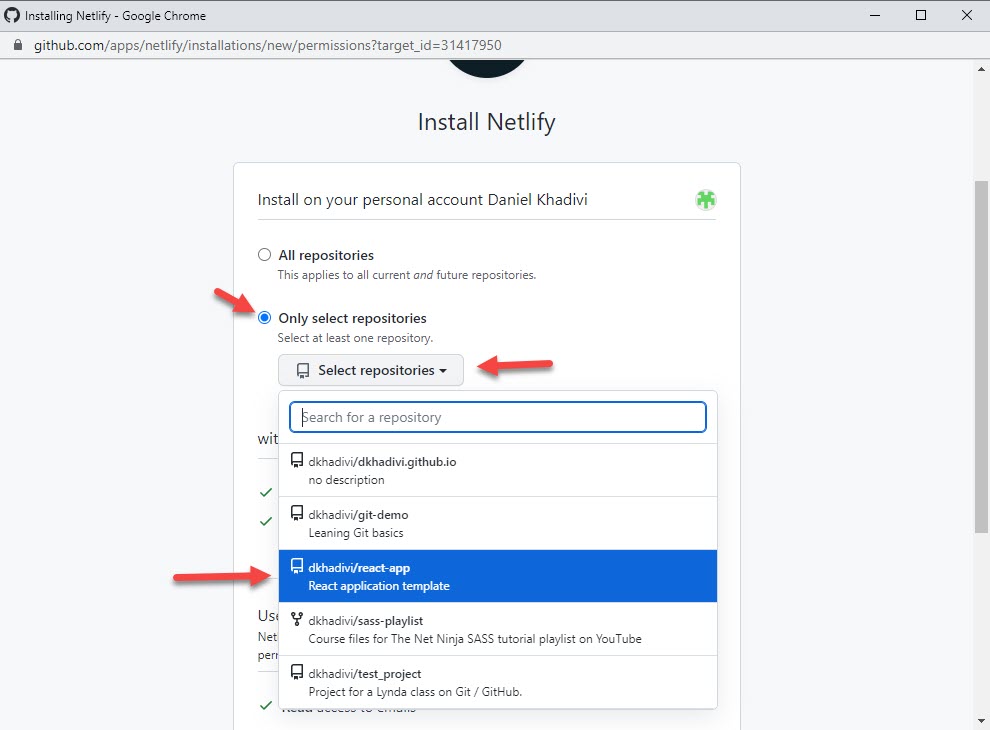 Installing Netlify - Google Chrome
github.com/apps/netlify/installations/new/permissions?target_id=31417950
Install Netlify
Install on your personal account Daniel Khadivi
All repositories
This applies to all current and future repositories.
Only select repositories
Select at least one repository.
Select repositories
Search for a repository
wit
dkhadivi/dkhadivi.github.io
no description
dkhadivi/git-demo
Leaning Git basics
dkhadivi/react-app
React application template
Use
dkhadivi/sass-playlist
Net
Course files for The Net Ninja SASS tutorial playlist on YouTube
perr
dkhadivi/test_project
Project for a Lynda class on Git / GitHub.
Read access to emails